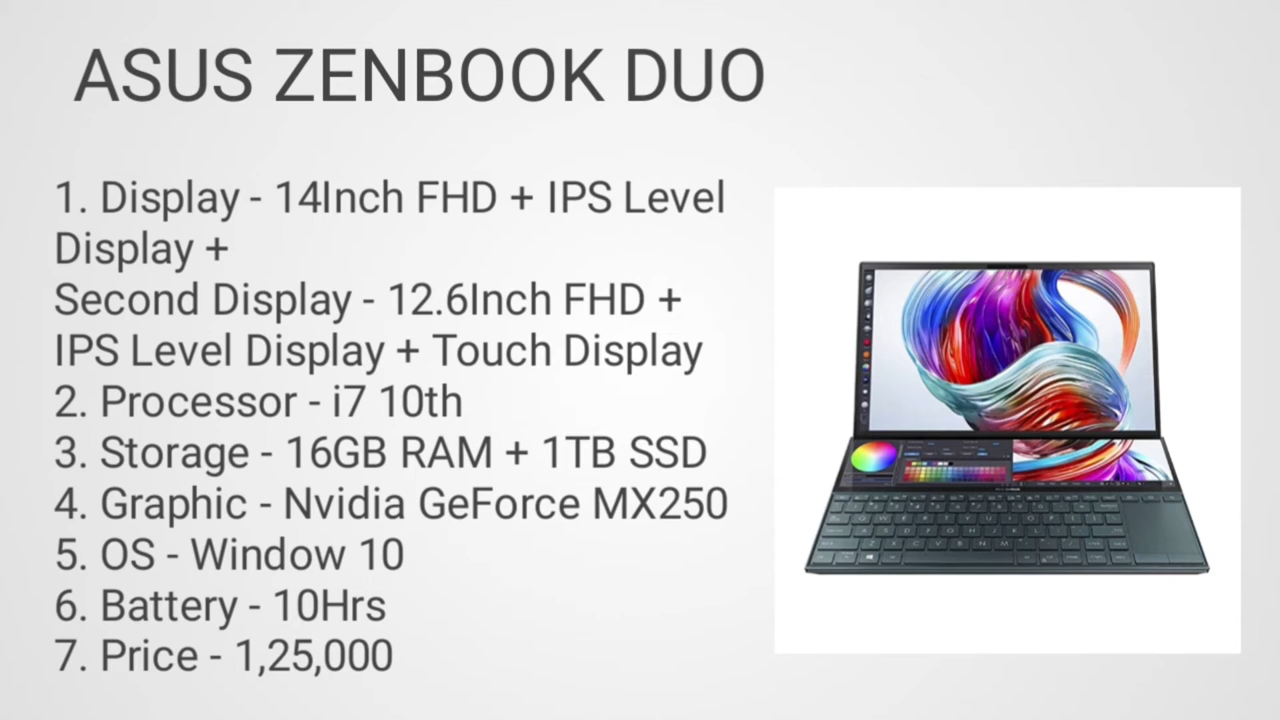 ASUS ZENBOOK DUO
1. Display - 14Inch FHD + IPS Level
Display +
Second Display - 12.6Inch FHD +
IPS Level Display + Touch Display
2. Processor - i7 10th
3. Storage - 16GB RAM + 1TB SSD
4. Graphic - Nvidia GeForce MX250
5. OS - Window 10
6. Battery - 10Hrs
7. Price - 1,25,000